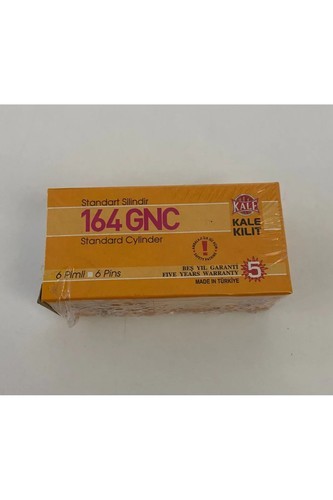 Standart Silindir
164 GNC
Standard Cylinder
6 Pimli 6 Pins
KALE
KALE
KILIT
BEŞ YIL GARANTİ
FIVE YEARS WARRANTY
MADE IN TÜRKİYE
5